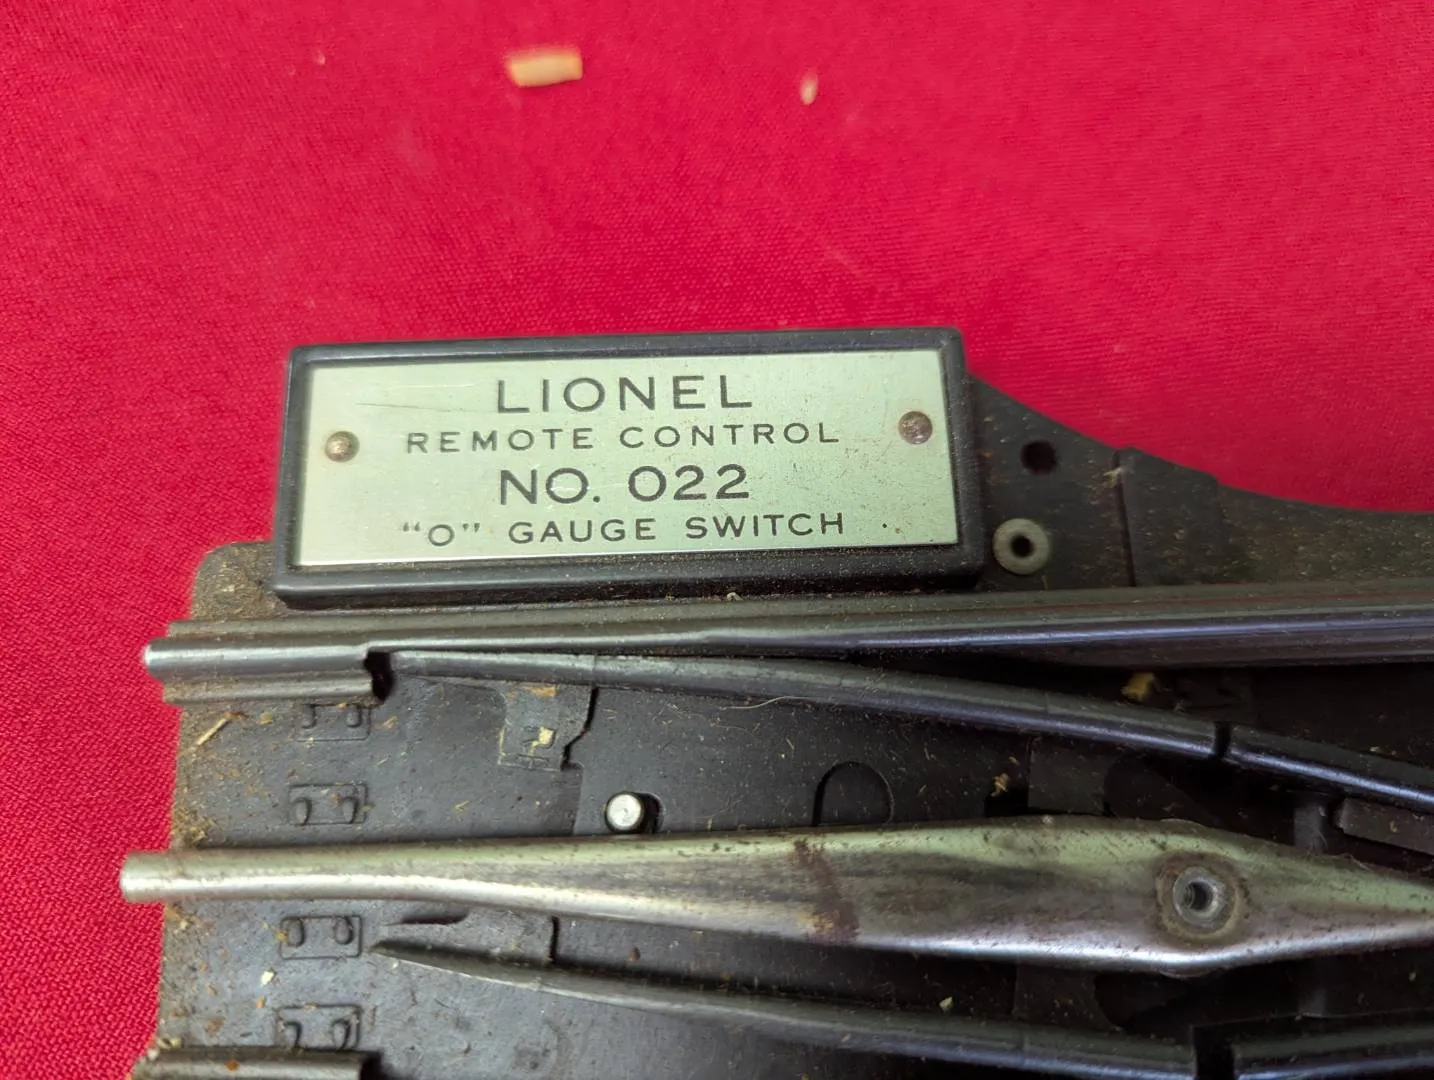 LIONEL
REMOTE CONTROL
NO. 022
"O" GAUGE SWITCH